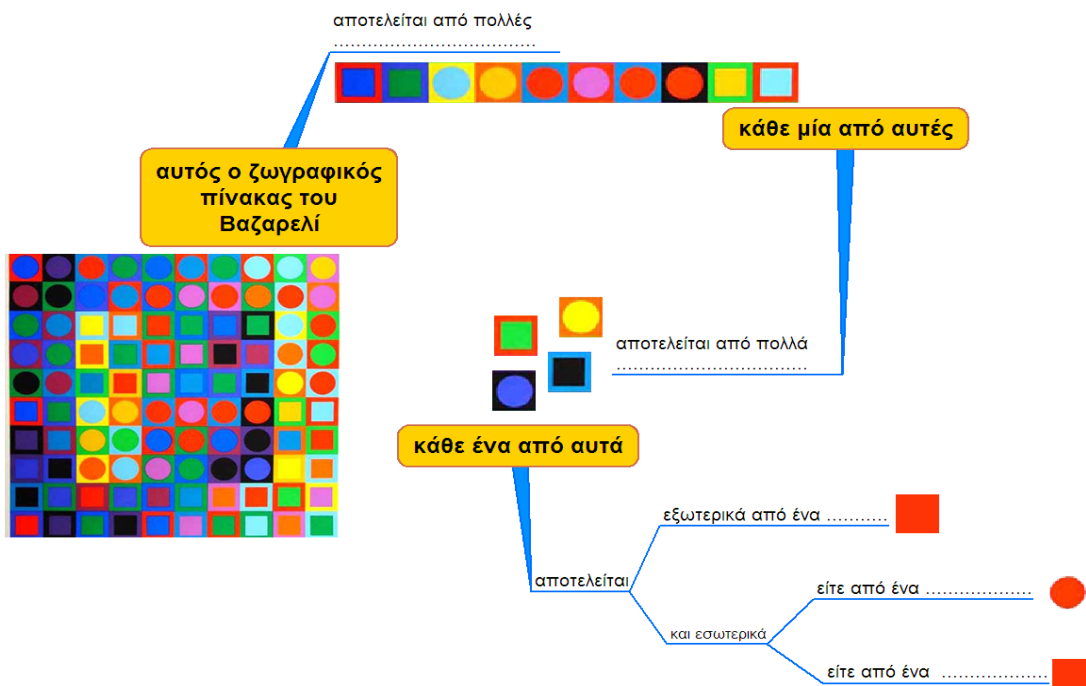 αποτελείται από πολλές
....................................
κάθε μία από αυτές
αυτός ο ζωγραφικός
πίνακας του
Βαζαρελί
αποτελείται από πολλά
..................................
κάθε ένα από αυτά
εξωτερικά από ένα ...........
αποτελείται
είτε από ένα ...................
και εσωτερικά
είτε από ένα ...................